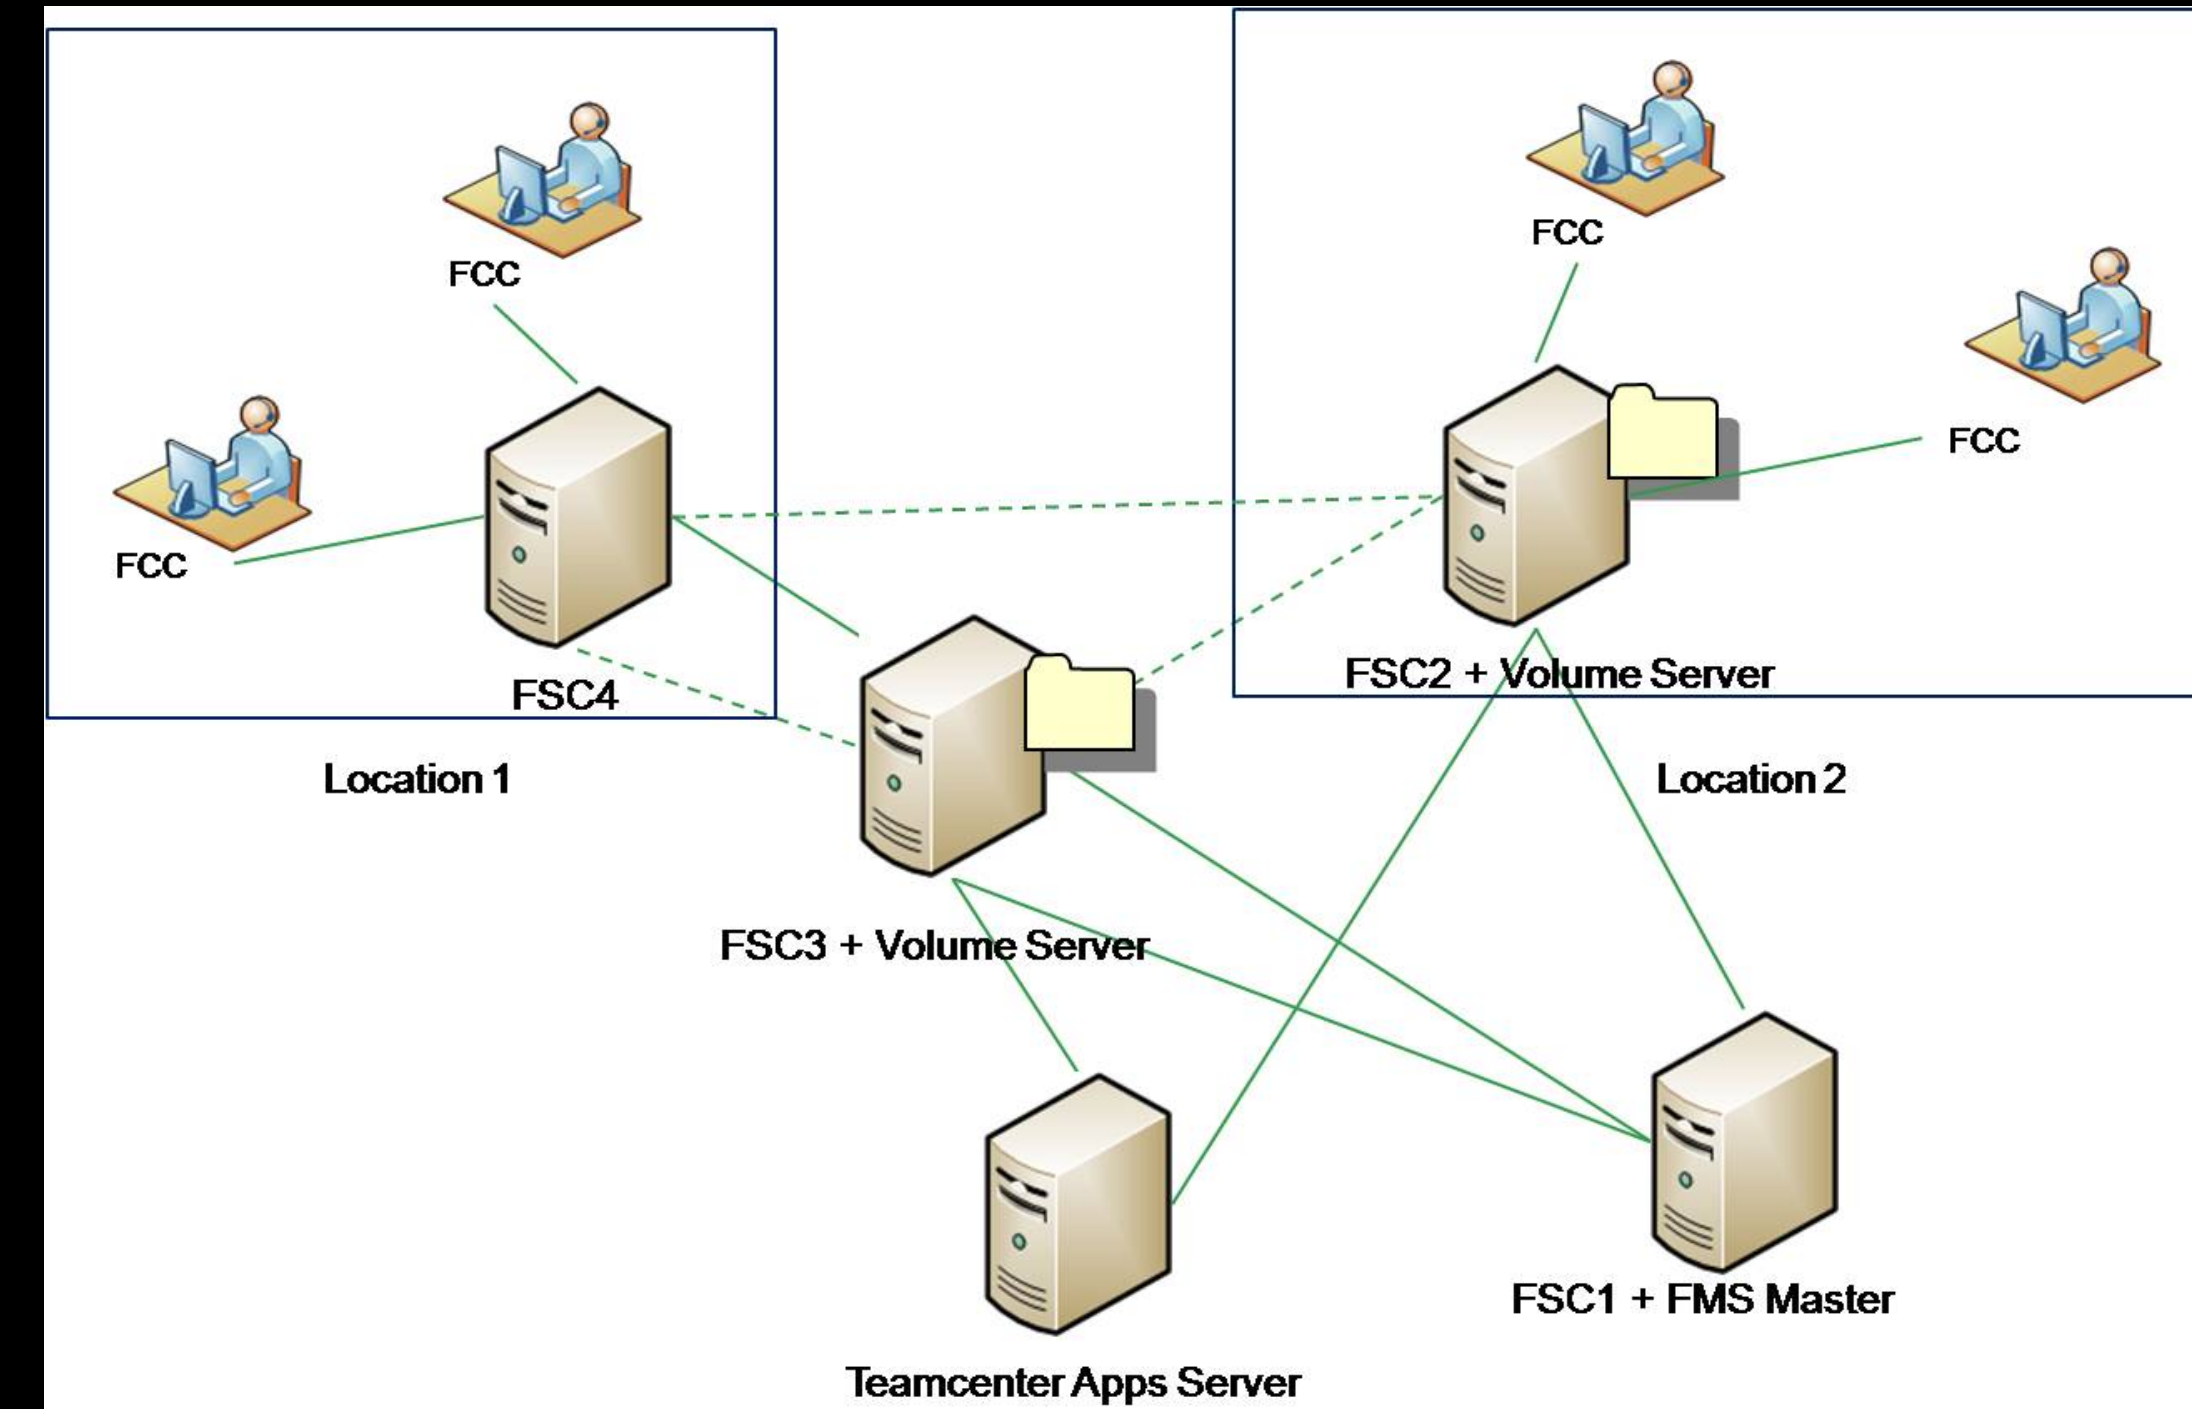 FCC
FCC
FCC
FCC
FSC4
FSC2 + Volume Server
Location 1
Location 2
FSC3 + Volume Server
FSC1 + FMS Master
Teamcenter Apps Server